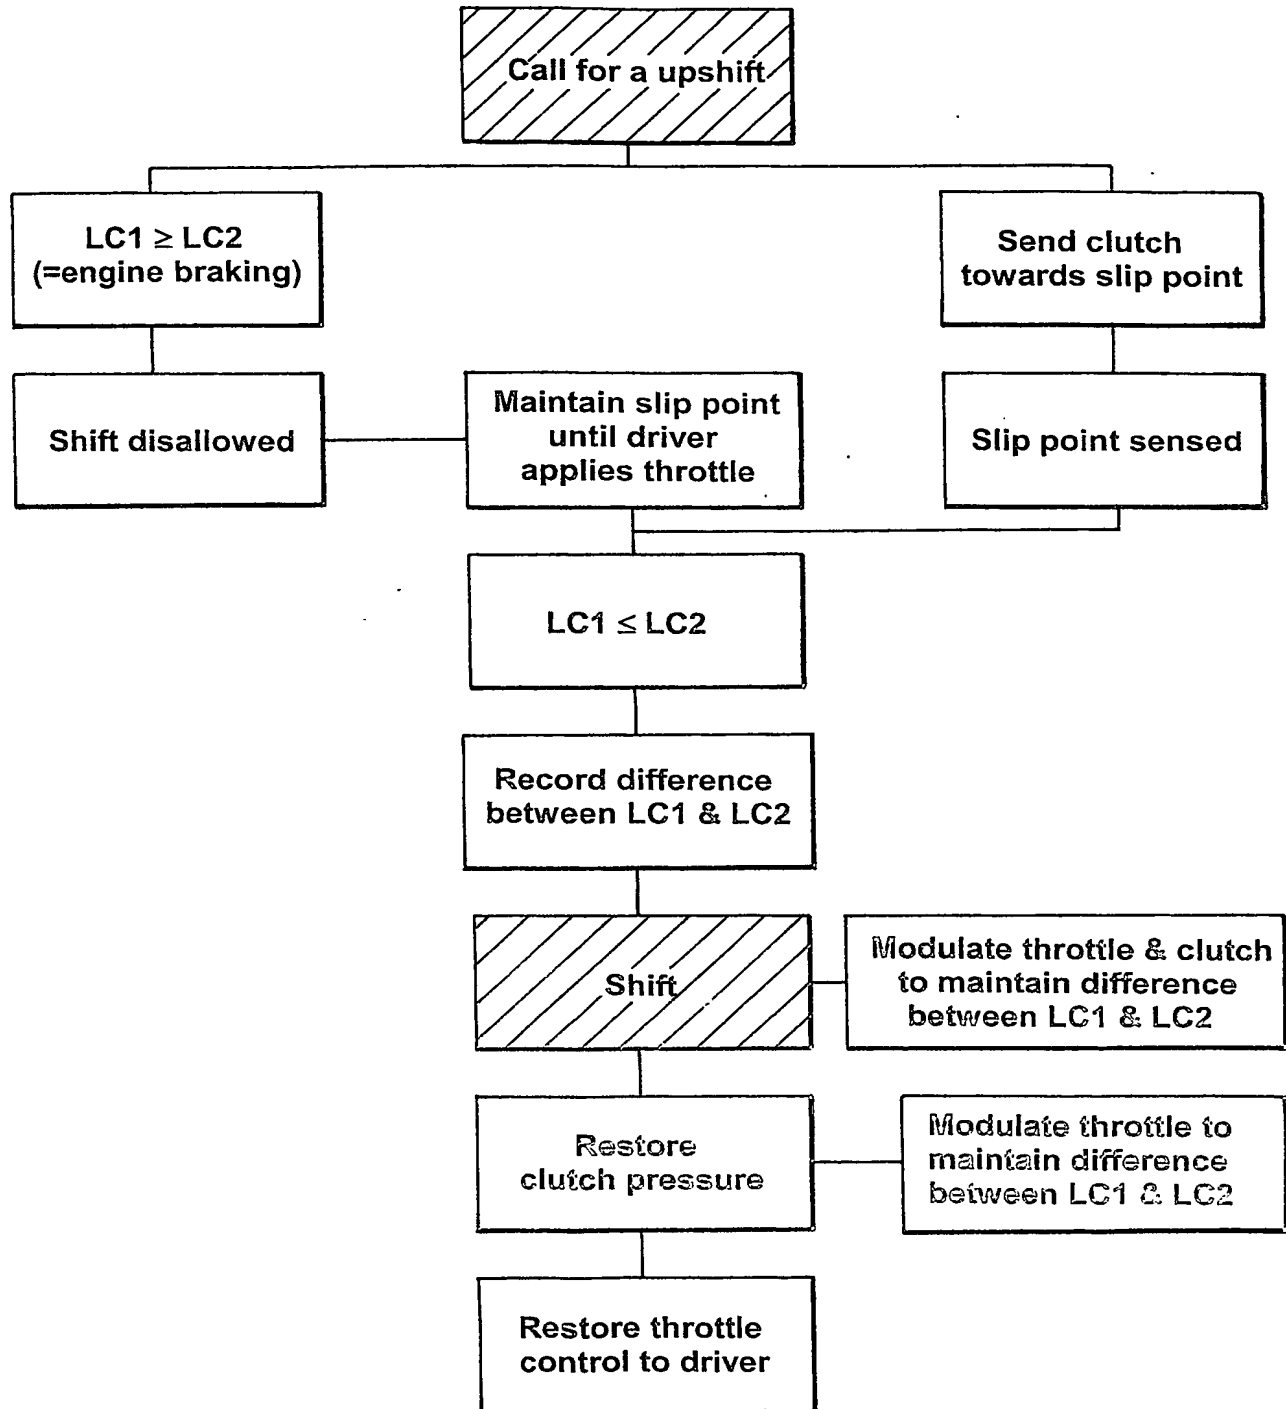 Call for a upshift
LC1 ≥ LC2
(=engine braking)
Send clutch
towards slip point
Shift disallowed
Maintain slip point
until driver
applies throttle
Slip point sensed
LC1 ≤ LC2
Record difference
between LC1 & LC2
Shift
Modulate throttle & clutch
to maintain difference
between LC1 & LC2
Restore
clutch pressure
Modulate throttle to
maintain difference
between LC1 & LC2
Restore throttle
control to driver